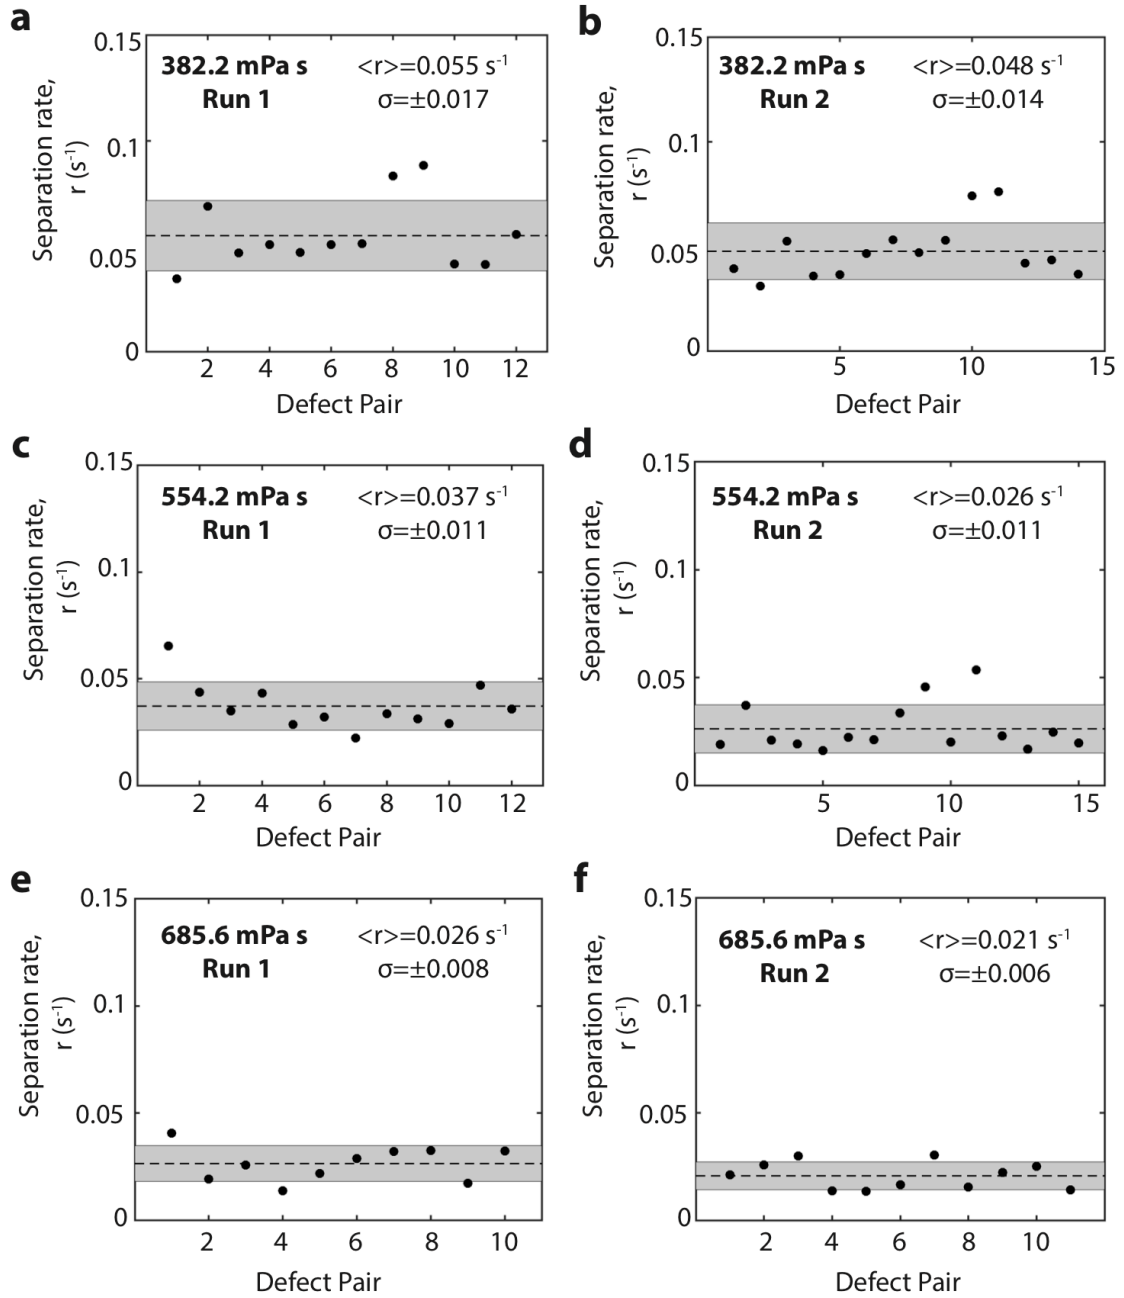 a
0.15
0.1
0.05
0
Separation rate,
r (s⁻¹)
382.2 mPa s
Run 1
<r>=0.055 s⁻¹
σ=±0.017
2 4 6 8 10 12
Defect Pair
b
0.15
0.1
0.05
0
Separation rate,
r (s⁻¹)
382.2 mPa s
Run 2
<r>=0.048 s⁻¹
σ=±0.014
5 10 15
Defect Pair
c
0.15
0.1
0.05
0
Separation rate,
r (s⁻¹)
554.2 mPa s
Run 1
<r>=0.037 s⁻¹
σ=±0.011
2 4 6 8 10 12
Defect Pair
d
0.15
0.1
0.05
0
Separation rate,
r (s⁻¹)
554.2 mPa s
Run 2
<r>=0.026 s⁻¹
σ=±0.011
5 10 15
Defect Pair
e
0.15
0.1
0.05
0
Separation rate,
r (s⁻¹)
685.6 mPa s
Run 1
<r>=0.026 s⁻¹
σ=±0.008
2 4 6 8 10
Defect Pair
f
0.15
0.1
0.05
0
Separation rate,
r (s⁻¹)
685.6 mPa s
Run 2
<r>=0.021 s⁻¹
σ=±0.006
2 4 6 8 10
Defect Pair